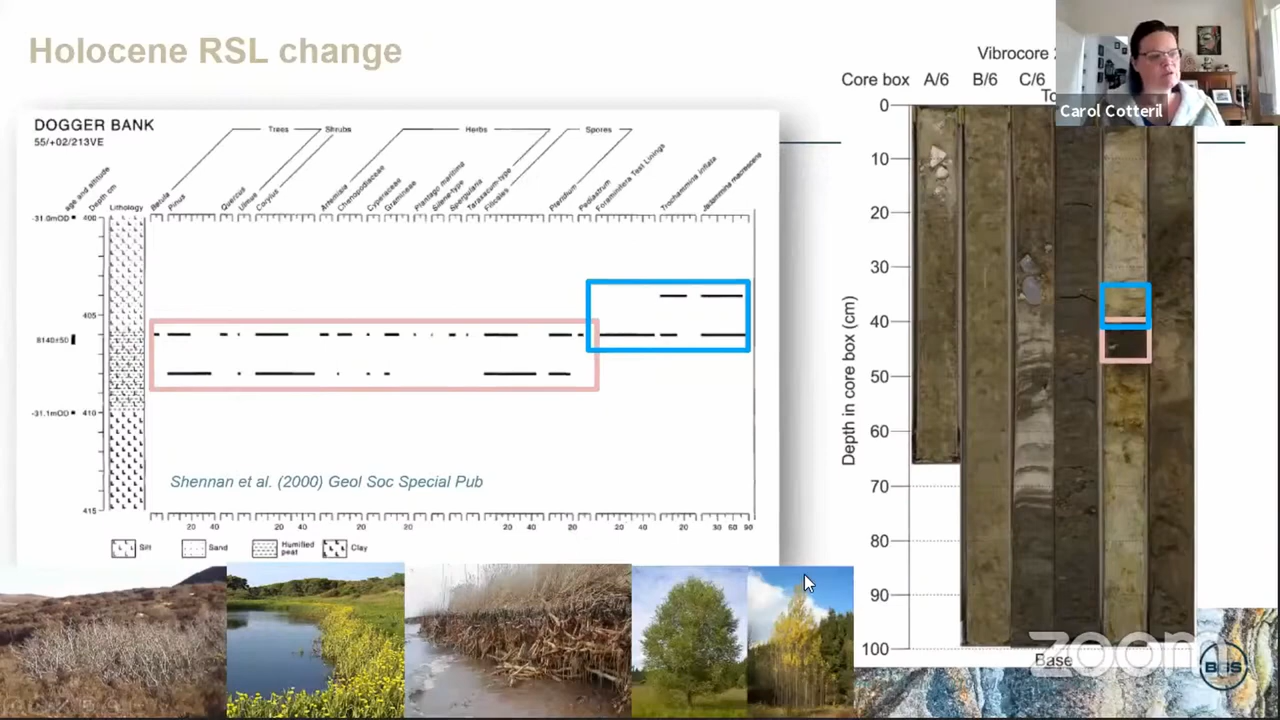 Holocene RSL change
DOGGER BANK
55/+02/213VE
Trees
Shrubs
Herbs
Spores
age and altitude
Depth cm
Lithology
Betula
Pinus
Quercus
Ulmus
Corylus
Artemisia
Chenopodiaceae
Cyperaceae
Gramineae
Plantago maritima
Silene-type
Spergularia
Taraxacum-type
Filicales
Pteridium
Pediastrum
Foraminifera Test Linings
Trochammina inflata
Jadammina macrescens
-31.0mOD
400
405
8140±50
-31.1mOD
410
415
Shennan et al. (2000) Geol Soc Special Pub
20 40 20 40 20 20 40 20 20 40 20 30 60 90
Silt
Sand
Humified
peat
Clay
Vibrocore
Core box A/6 B/6 C/6
Depth in core box (cm)
0
10
20
30
40
50
60
70
80
90
100
Base
Carol Cotteril
zoom
BGS